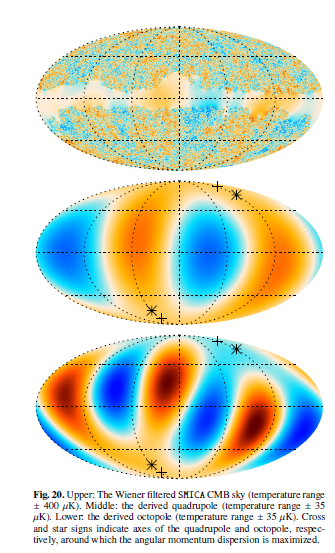 Fig. 20. Upper: The Wiener filtered SMICA CMB sky (temperature range
± 400 μK). Middle: the derived quadrupole (temperature range ± 35
μK). Lower: the derived octopole (temperature range ± 35 μK). Cross
and star signs indicate axes of the quadrupole and octopole, respec-
tively, around which the angular momentum dispersion is maximized.